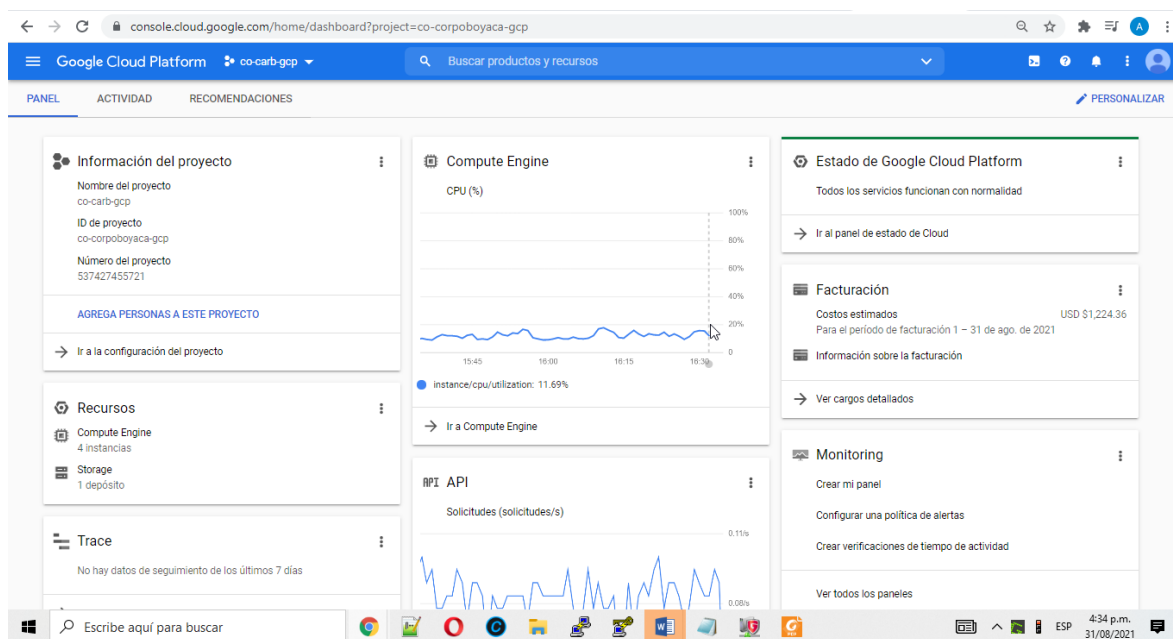 console.cloud.google.com/home/dashboard?project=co-corpoboyaca-gcp
A
Google Cloud Platform
co-carb-gcp
Buscar productos y recursos
PANEL
ACTIVIDAD
RECOMENDACIONES
PERSONALIZAR
Información del proyecto
Nombre del proyecto
co-carb-gcp
ID de proyecto
co-corpoboyaca-gcp
Número del proyecto
537427455721
AGREGA PERSONAS A ESTE PROYECTO
Ir a la configuración del proyecto
Recursos
Compute Engine
4 instancias
Storage
1 depósito
Trace
No hay datos de seguimiento de los últimos 7 días
Compute Engine
CPU (%)
100%
80%
60%
40%
20%
0
15:45
16:00
16:15
16:30
instance/cpu/utilization: 11.69%
Ir a Compute Engine
API API
Solicitudes (solicitudes/s)
0.11/s
0.08/s
Estado de Google Cloud Platform
Todos los servicios funcionan con normalidad
Ir al panel de estado de Cloud
Facturación
Costos estimados
USD $1,224.36
Para el período de facturación 1 – 31 de ago. de 2021
Información sobre la facturación
Ver cargos detallados
Monitoring
Crear mi panel
Configurar una política de alertas
Crear verificaciones de tiempo de actividad
Ver todos los paneles
Escribe aquí para buscar
ESP
4:34 p.m.
31/08/2021